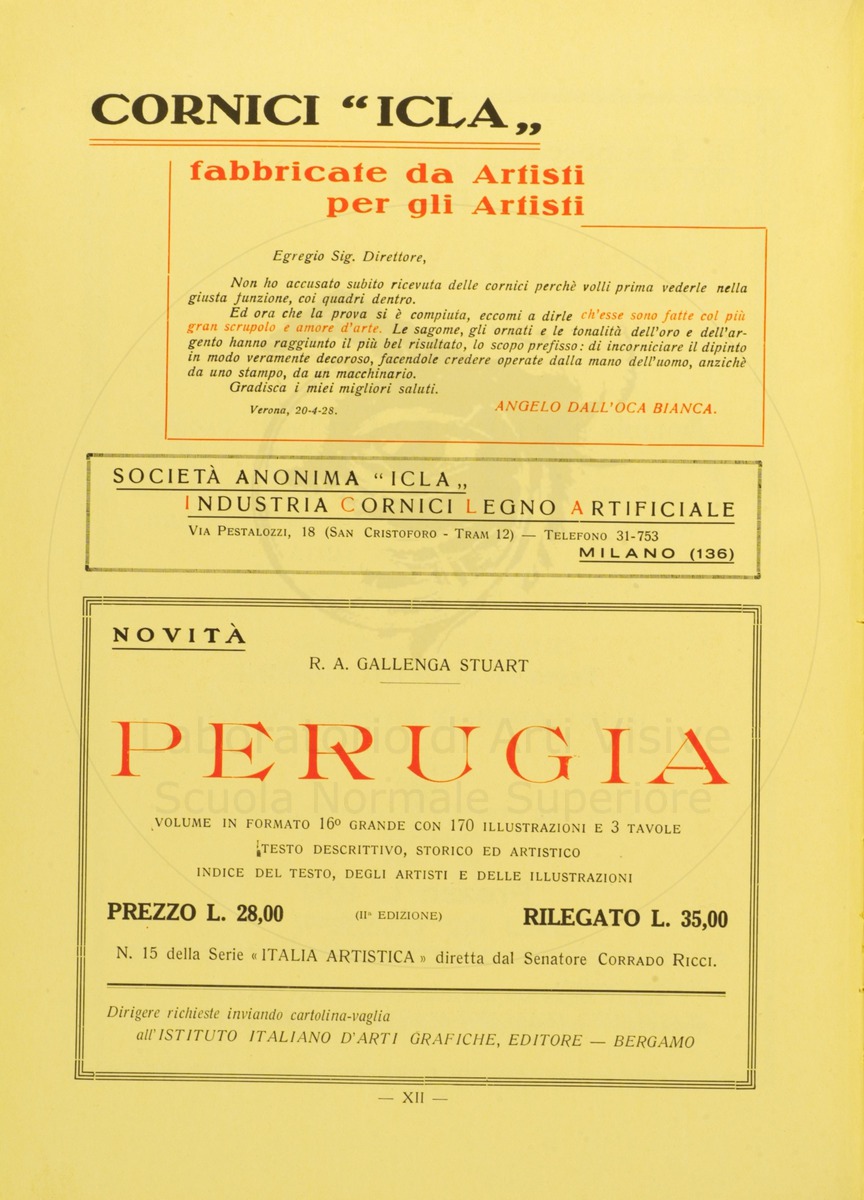 CORNICI “ICLA„
fabbricate da Artisti
per gli Artisti
Egregio Sig. Direttore,
Non ho accusato subito ricevuta delle cornici perchè volli prima vederle nella
giusta funzione, coi quadri dentro.
Ed ora che la prova si è compiuta, eccomi a dirle ch'esse sono fatte col più
gran scrupolo e amore d'arte. Le sagome, gli ornati e le tonalità dell'oro e dell'ar-
gento hanno raggiunto il più bel risultato, lo scopo prefisso: di incorniciare il dipinto
in modo veramente decoroso, facendole credere operate dalla mano dell'uomo, anzichè
da uno stampo, da un macchinario.
Gradisca i miei migliori saluti.
Verona, 20-4-28. ANGELO DALL'OCA BIANCA.
SOCIETÀ ANONIMA “ICLA„
INDUSTRIA CORNICI LEGNO ARTIFICIALE
VIA PESTALOZZI, 18 (SAN CRISTOFORO - TRAM 12) — TELEFONO 31-753
MILANO (136)
NOVITÀ
R. A. GALLENGA STUART
PERUGIA
Laboratorio di Arti Visive
Scuola Normale Superiore
VOLUME IN FORMATO 16º GRANDE CON 170 ILLUSTRAZIONI E 3 TAVOLE
TESTO DESCRITTIVO, STORICO ED ARTISTICO
INDICE DEL TESTO, DEGLI ARTISTI E DELLE ILLUSTRAZIONI
PREZZO L. 28,00 (IIª EDIZIONE) RILEGATO L. 35,00
N. 15 della Serie « ITALIA ARTISTICA » diretta dal Senatore CORRADO RICCI.
Dirigere richieste inviando cartolina-vaglia
all'ISTITUTO ITALIANO D'ARTI GRAFICHE, EDITORE — BERGAMO
— XII —